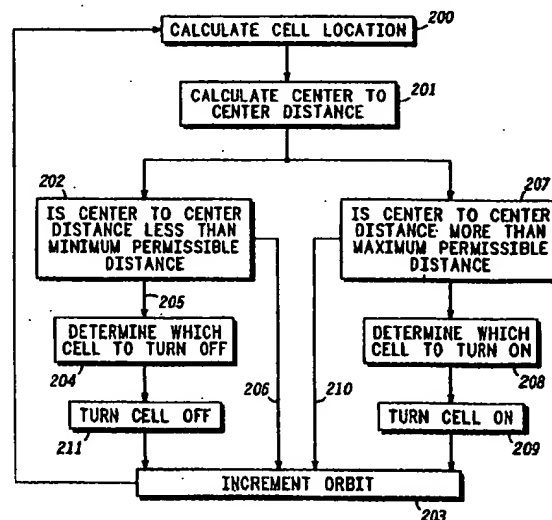 200
CALCULATE CELL LOCATION
201
CALCULATE CENTER TO
CENTER DISTANCE
202
IS CENTER TO CENTER
DISTANCE LESS THAN
MINIMUM PERMISSIBLE
DISTANCE
207
IS CENTER TO CENTER
DISTANCE MORE THAN
MAXIMUM PERMISSIBLE
DISTANCE
205
DETERMINE WHICH
CELL TO TURN OFF
204
206
210
DETERMINE WHICH
CELL TO TURN ON
208
TURN CELL OFF
211
TURN CELL ON
209
INCREMENT ORBIT
203